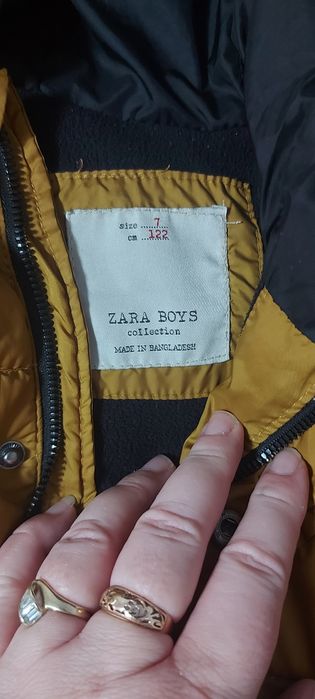 size ...... 7
cm ...... 122
ZARA BOYS
collection
MADE IN BANGLADESH